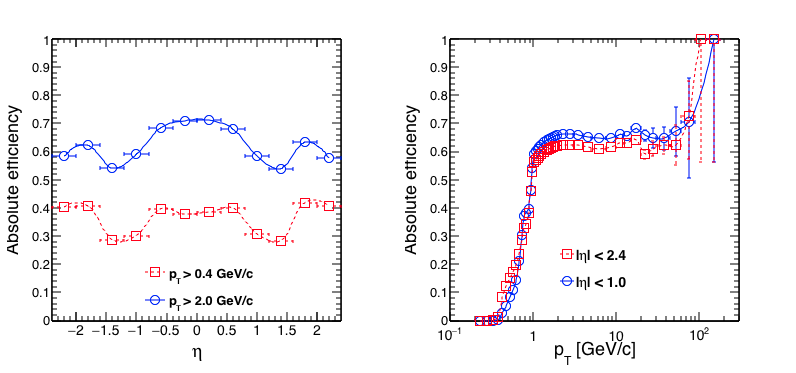 Absolute efficiency
1
0.9
0.8
0.7
0.6
0.5
0.4
0.3
0.2
0.1
0
−2 −1.5 −1 −0.5 0 0.5 1 1.5 2
η
p_T > 0.4 GeV/c
p_T > 2.0 GeV/c
Absolute efficiency
1
0.9
0.8
0.7
0.6
0.5
0.4
0.3
0.2
0.1
0
10⁻¹ 1 10 10²
p_T [GeV/c]
|η| < 2.4
|η| < 1.0